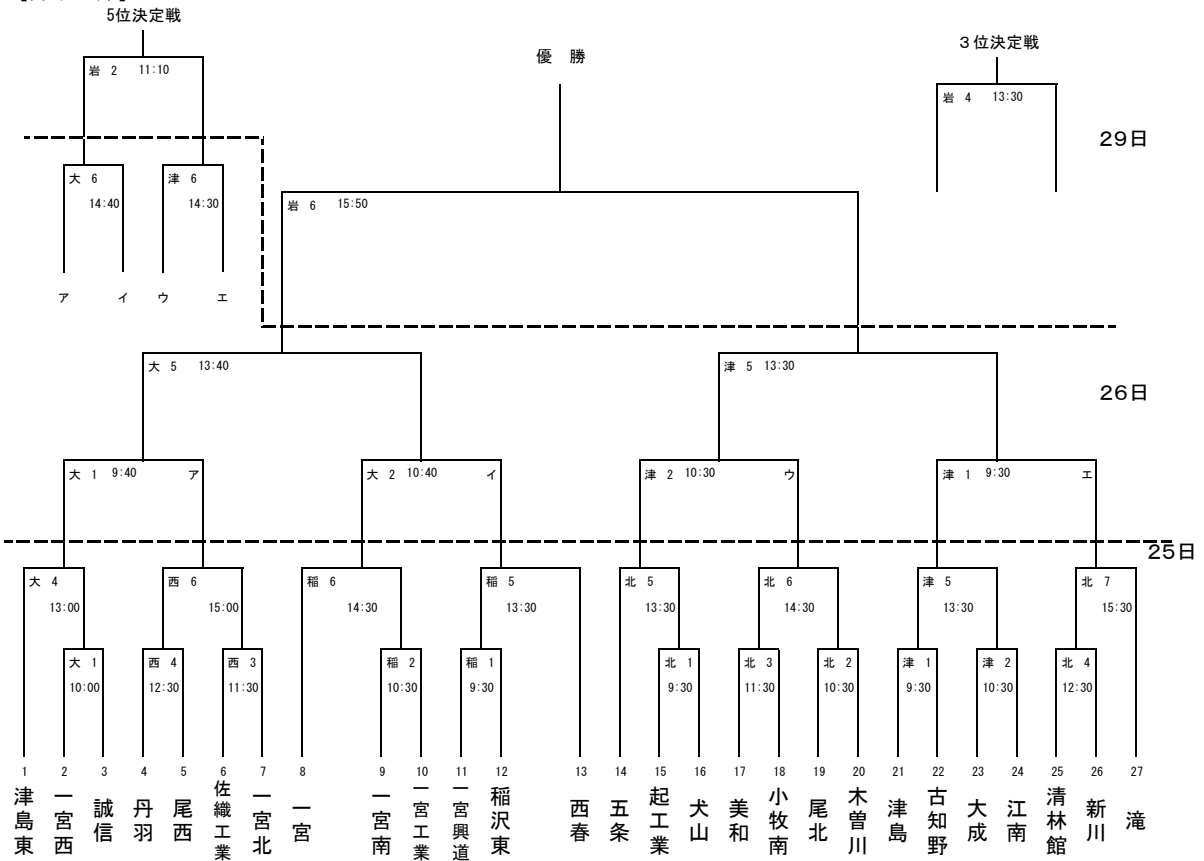 5位決定戦
優 勝
３位決定戦
岩 2 11:10
岩 4 13:30
29日
大 6
14:40
津 6
14:30
岩 6 15:50
ア イ ウ エ
大 5 13:40
津 5 13:30
26日
大 1 9:40 ア
大 2 10:40 イ
津 2 10:30 ウ
津 1 9:30 エ
25日
大 4
13:00
西 6
15:00
稲 6
14:30
稲 5
13:30
北 5
13:30
北 6
14:30
津 5
13:30
北 7
15:30
大 1
10:00
西 4
12:30
西 3
11:30
稲 2
10:30
稲 1
9:30
北 1
9:30
北 3
11:30
北 2
10:30
津 1
9:30
津 2
10:30
北 4
12:30
1 津島東
2 一宮西
3 誠信
4 丹羽
5 尾西
6 佐織工業
7 一宮北
8 一宮
9 一宮南
10 一宮工業
11 一宮興道
12 稲沢東
13 西春
14 五条
15 起工業
16 犬山
17 美和
18 小牧南
19 尾北
20 木曽川
21 津島
22 古知野
23 大成
24 江南
25 清林館
26 新川
27 滝